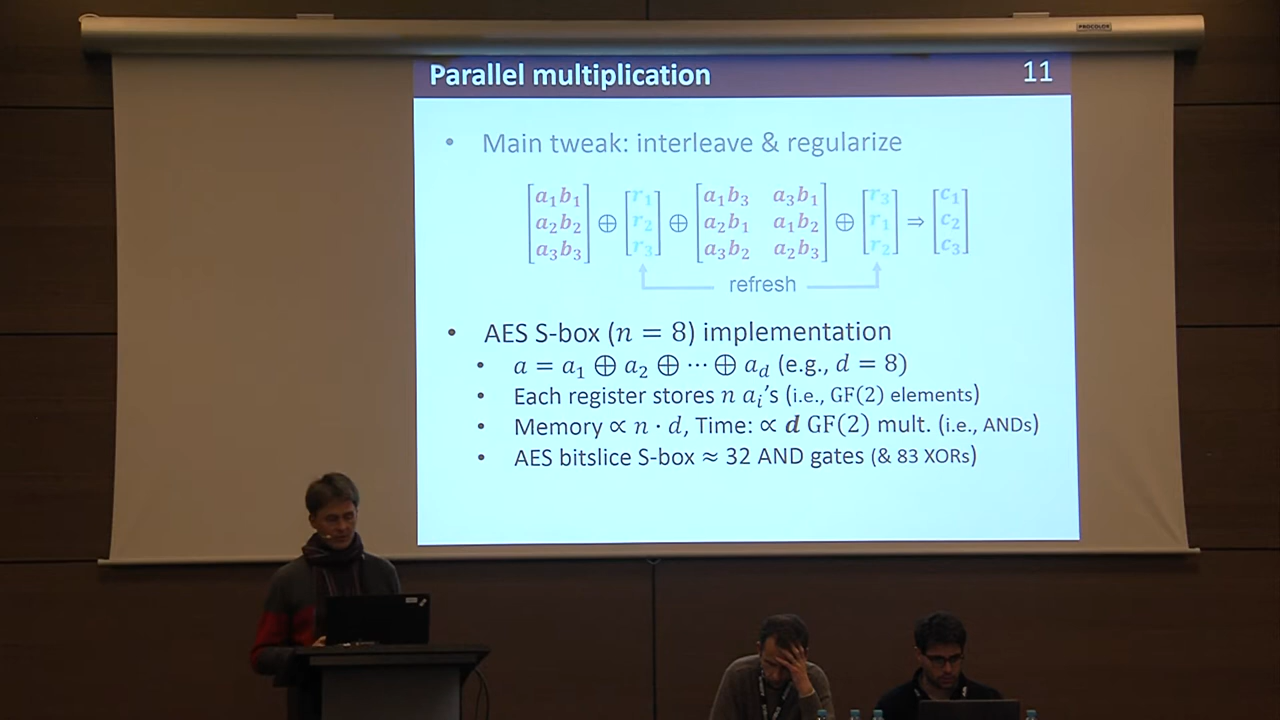 PROCOLOR
Parallel multiplication 11
• Main tweak: interleave & regularize
[a₁b₁; a₂b₂; a₃b₃] ⊕ [r₁; r₂; r₃] ⊕ [a₁b₃ a₃b₁; a₂b₁ a₁b₂; a₃b₂ a₂b₃] ⊕ [r₃; r₁; r₂] ⇒ [c₁; c₂; c₃]
refresh
• AES S-box (n = 8) implementation
• a = a₁ ⊕ a₂ ⊕ ⋯ ⊕ a_d (e.g., d = 8)
• Each register stores n aᵢ's (i.e., GF(2) elements)
• Memory ∝ n · d, Time: ∝ d GF(2) mult. (i.e., ANDs)
• AES bitslice S-box ≈ 32 AND gates (& 83 XORs)